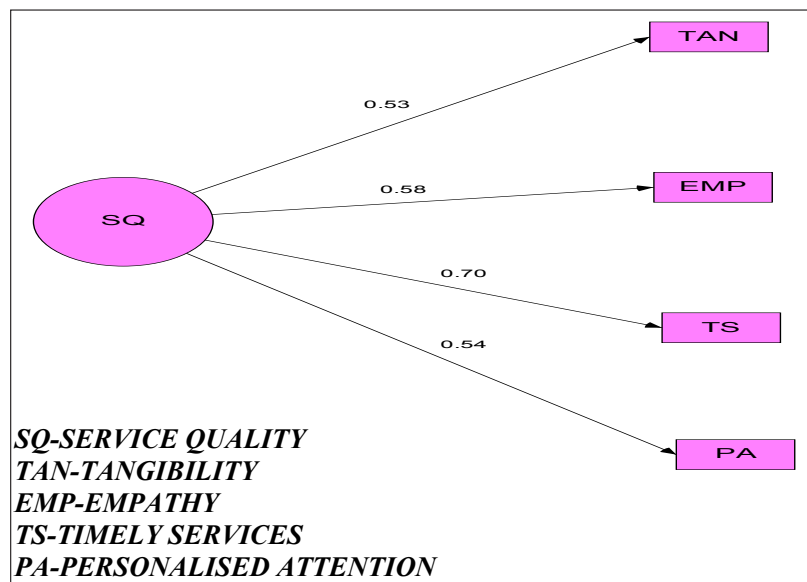 TAN
0.53
EMP
0.58
SQ
0.70
TS
0.54
PA
SQ-SERVICE QUALITY
TAN-TANGIBILITY
EMP-EMPATHY
TS-TIMELY SERVICES
PA-PERSONALISED ATTENTION